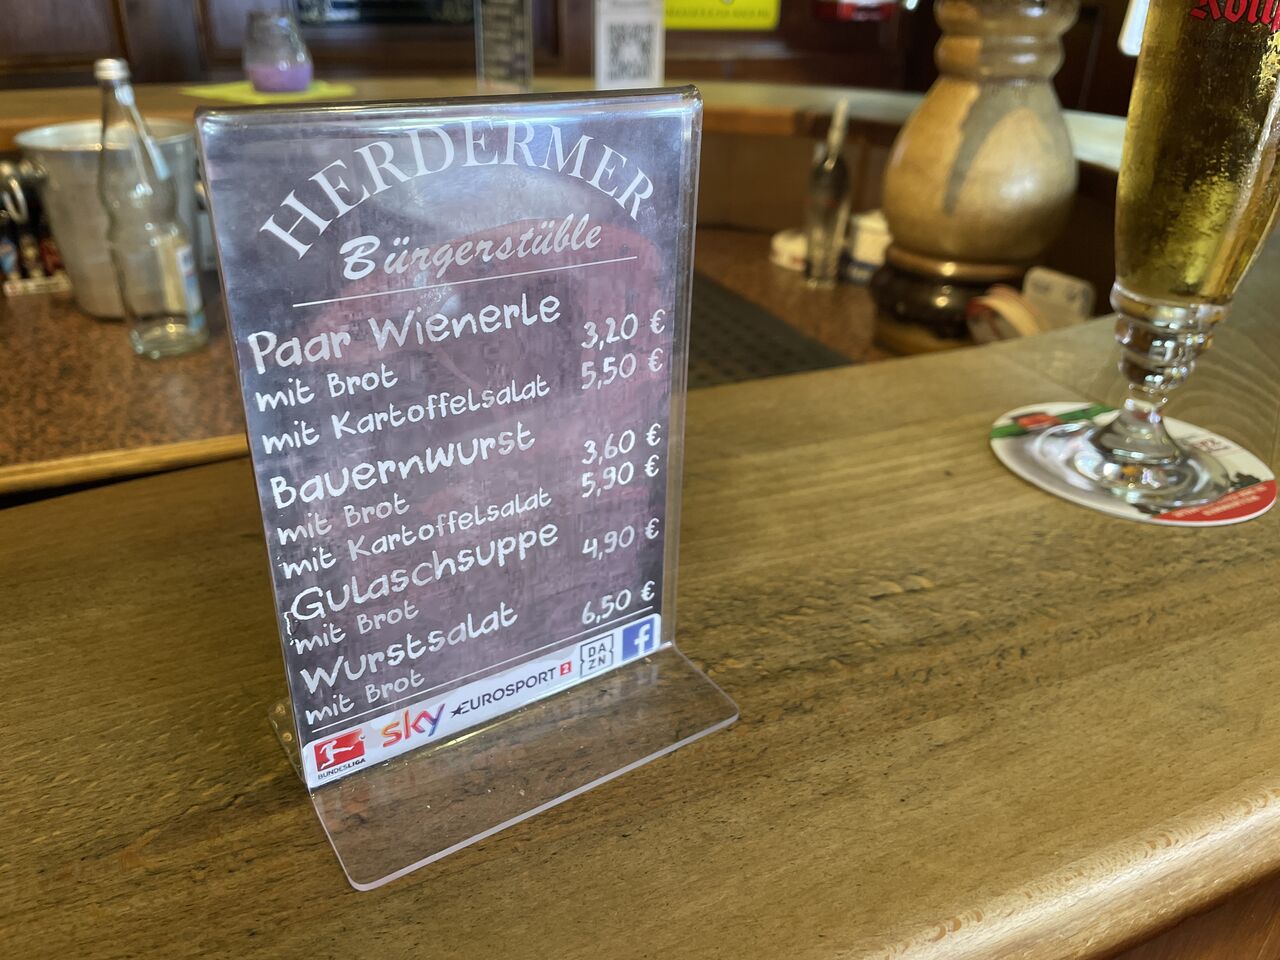 HERDERMER
Bürgerstüble
Paar Wienerle
mit Brot 3,20 €
mit Kartoffelsalat 5,50 €
Bauernwurst
mit Brot 3,60 €
mit Kartoffelsalat 5,90 €
Gulaschsuppe
mit Brot 4,90 €
Wurstsalat
mit Brot 6,50 €
BUNDESLIGA sky EUROSPORT 2 DAZN f